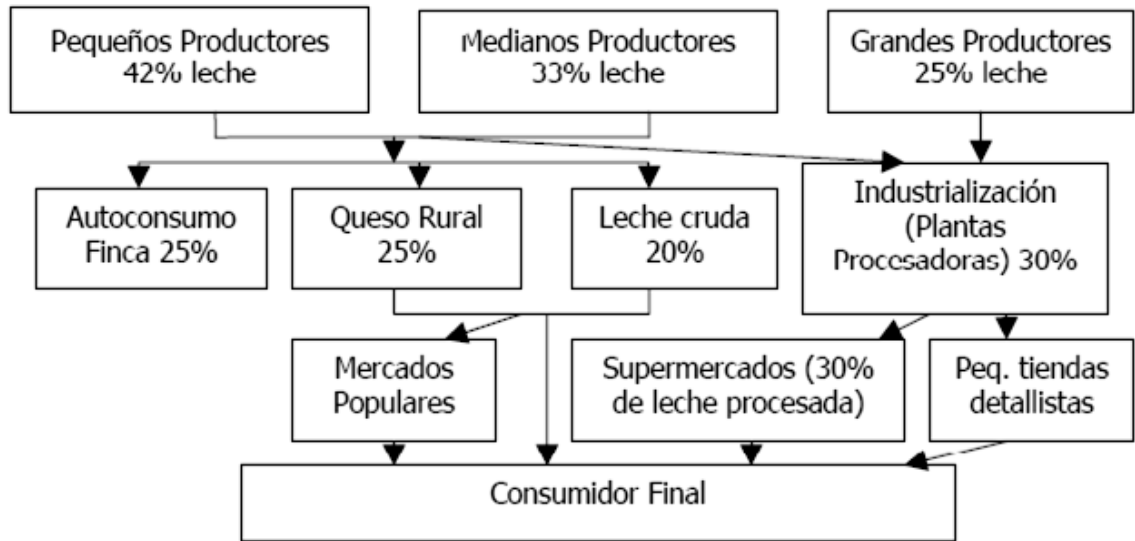 Pequeños Productores
42% leche
Medianos Productores
33% leche
Grandes Productores
25% leche
Autoconsumo
Finca 25%
Queso Rural
25%
Leche cruda
20%
Industrialización
(Plantas
Procesadoras) 30%
Mercados
Populares
Supermercados (30%
de leche procesada)
Peq. tiendas
detallistas
Consumidor Final